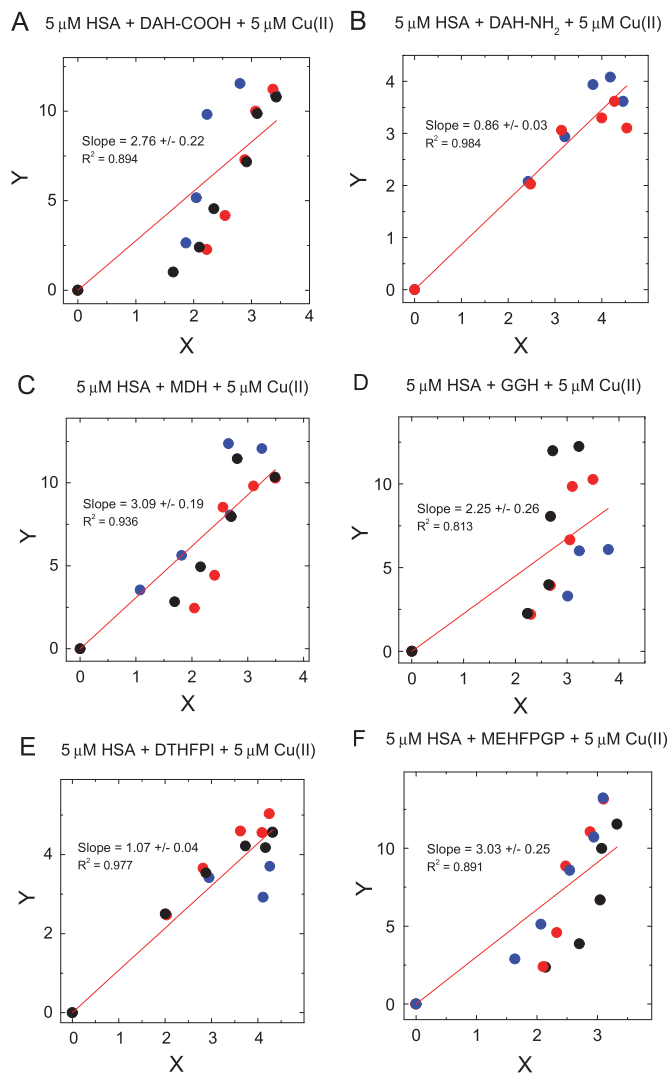 A
5 μM HSA + DAH-COOH + 5 μM Cu(II)
10
5
0
Y
Slope = 2.76 +/- 0.22
R² = 0.894
0 1 2 3 4
X
B
5 μM HSA + DAH-NH₂ + 5 μM Cu(II)
4
3
2
1
0
Y
Slope = 0.86 +/- 0.03
R² = 0.984
0 1 2 3 4
X
C
5 μM HSA + MDH + 5 μM Cu(II)
10
5
0
Y
Slope = 3.09 +/- 0.19
R² = 0.936
0 1 2 3 4
X
D
5 μM HSA + GGH + 5 μM Cu(II)
10
5
0
Y
Slope = 2.25 +/- 0.26
R² = 0.813
0 1 2 3 4
X
E
5 μM HSA + DTHFPI + 5 μM Cu(II)
4
2
0
Y
Slope = 1.07 +/- 0.04
R² = 0.977
0 1 2 3 4
X
F
5 μM HSA + MEHFPGP + 5 μM Cu(II)
10
5
0
Y
Slope = 3.03 +/- 0.25
R² = 0.891
0 1 2 3
X